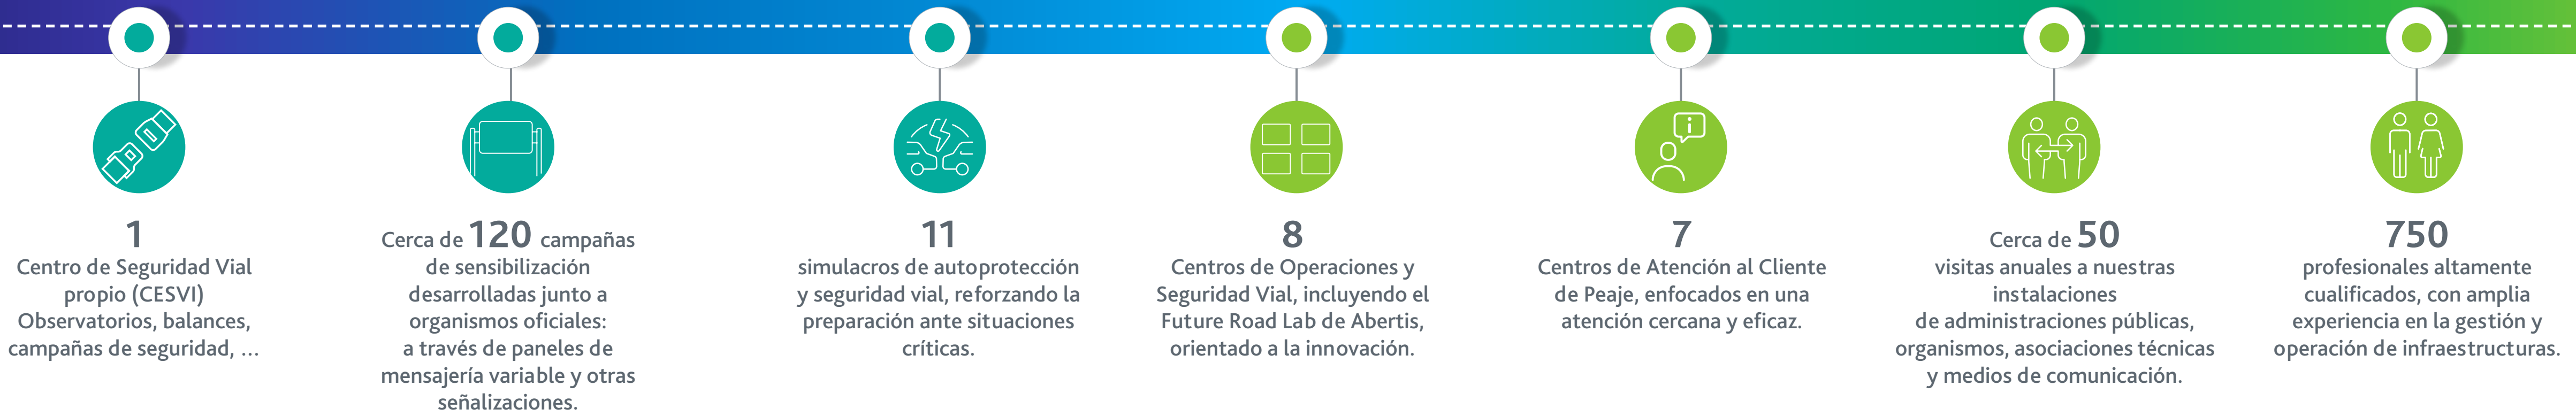 1
Centro de Seguridad Vial
propio (CESVI)
Observatorios, balances,
campañas de seguridad, ...
Cerca de 120 campañas
de sensibilización
desarrolladas junto a
organismos oficiales:
a través de paneles de
mensajería variable y otras
señalizaciones.
11
simulacros de autoprotección
y seguridad vial, reforzando la
preparación ante situaciones
críticas.
8
Centros de Operaciones y
Seguridad Vial, incluyendo el
Future Road Lab de Abertis,
orientado a la innovación.
i
7
Centros de Atención al Cliente
de Peaje, enfocados en una
atención cercana y eficaz.
Cerca de 50
visitas anuales a nuestras
instalaciones
de administraciones públicas,
organismos, asociaciones técnicas
y medios de comunicación.
750
profesionales altamente
cualificados, con amplia
experiencia en la gestión y
operación de infraestructuras.